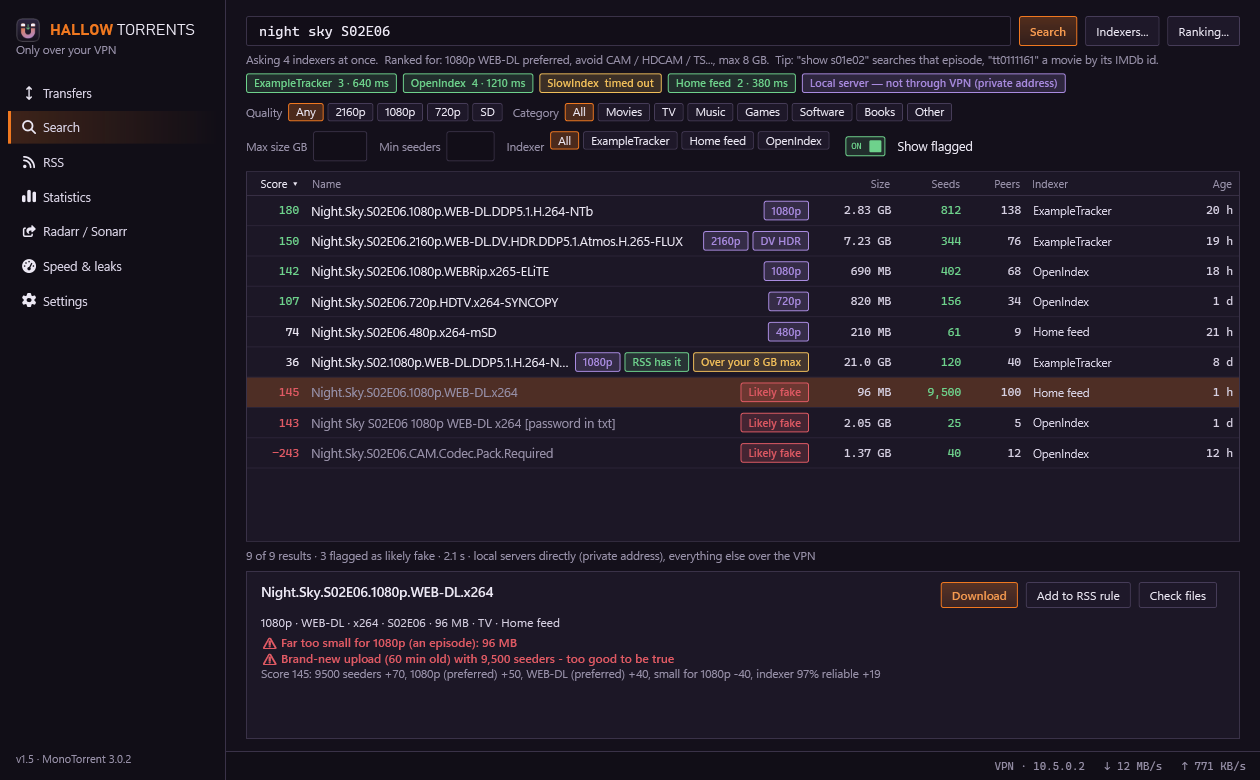 HALLOW TORRENTS
Only over your VPN
Transfers
Search
RSS
Statistics
Radarr / Sonarr
Speed & leaks
Settings
v1.5 · MonoTorrent 3.0.2
night sky S02E06
Search Indexers... Ranking...
Asking 4 indexers at once. Ranked for: 1080p WEB-DL preferred, avoid CAM / HDCAM / TS..., max 8 GB. Tip: "show s01e02" searches that episode, "tt0111161" a movie by its IMDb id.
ExampleTracker 3 · 640 ms OpenIndex 4 · 1210 ms SlowIndex timed out Home feed 2 · 380 ms Local server — not through VPN (private address)
Quality Any 2160p 1080p 720p SD Category All Movies TV Music Games Software Books Other
Max size GB Min seeders Indexer All ExampleTracker Home feed OpenIndex ON Show flagged
Score ▾ Name Size Seeds Peers Indexer Age
180 Night.Sky.S02E06.1080p.WEB-DL.DDP5.1.H.264-NTb 1080p 2.83 GB 812 138 ExampleTracker 20 h
150 Night.Sky.S02E06.2160p.WEB-DL.DV.HDR.DDP5.1.Atmos.H.265-FLUX 2160p DV HDR 7.23 GB 344 76 ExampleTracker 19 h
142 Night.Sky.S02E06.1080p.WEBRip.x265-ELiTE 1080p 690 MB 402 68 OpenIndex 18 h
107 Night.Sky.S02E06.720p.HDTV.x264-SYNCOPY 720p 820 MB 156 34 OpenIndex 1 d
74 Night.Sky.S02E06.480p.x264-mSD 480p 210 MB 61 9 Home feed 21 h
36 Night.Sky.S02.1080p.WEB-DL.DDP5.1.H.264-N... 1080p RSS has it Over your 8 GB max 21.0 GB 120 40 ExampleTracker 8 d
145 Night.Sky.S02E06.1080p.WEB-DL.x264 Likely fake 96 MB 9,500 100 Home feed 1 h
143 Night Sky S02E06 1080p WEB-DL x264 [password in txt] Likely fake 2.05 GB 25 5 OpenIndex 1 d
−243 Night.Sky.S02E06.CAM.Codec.Pack.Required Likely fake 1.37 GB 40 12 OpenIndex 12 h
9 of 9 results · 3 flagged as likely fake · 2.1 s · local servers directly (private address), everything else over the VPN
Night.Sky.S02E06.1080p.WEB-DL.x264
Download Add to RSS rule Check files
1080p · WEB-DL · x264 · S02E06 · 96 MB · TV · Home feed
Far too small for 1080p (an episode): 96 MB
Brand-new upload (60 min old) with 9,500 seeders - too good to be true
Score 145: 9500 seeders +70, 1080p (preferred) +50, WEB-DL (preferred) +40, small for 1080p -40, indexer 97% reliable +19
VPN · 10.5.0.2 ↓ 12 MB/s ↑ 771 KB/s